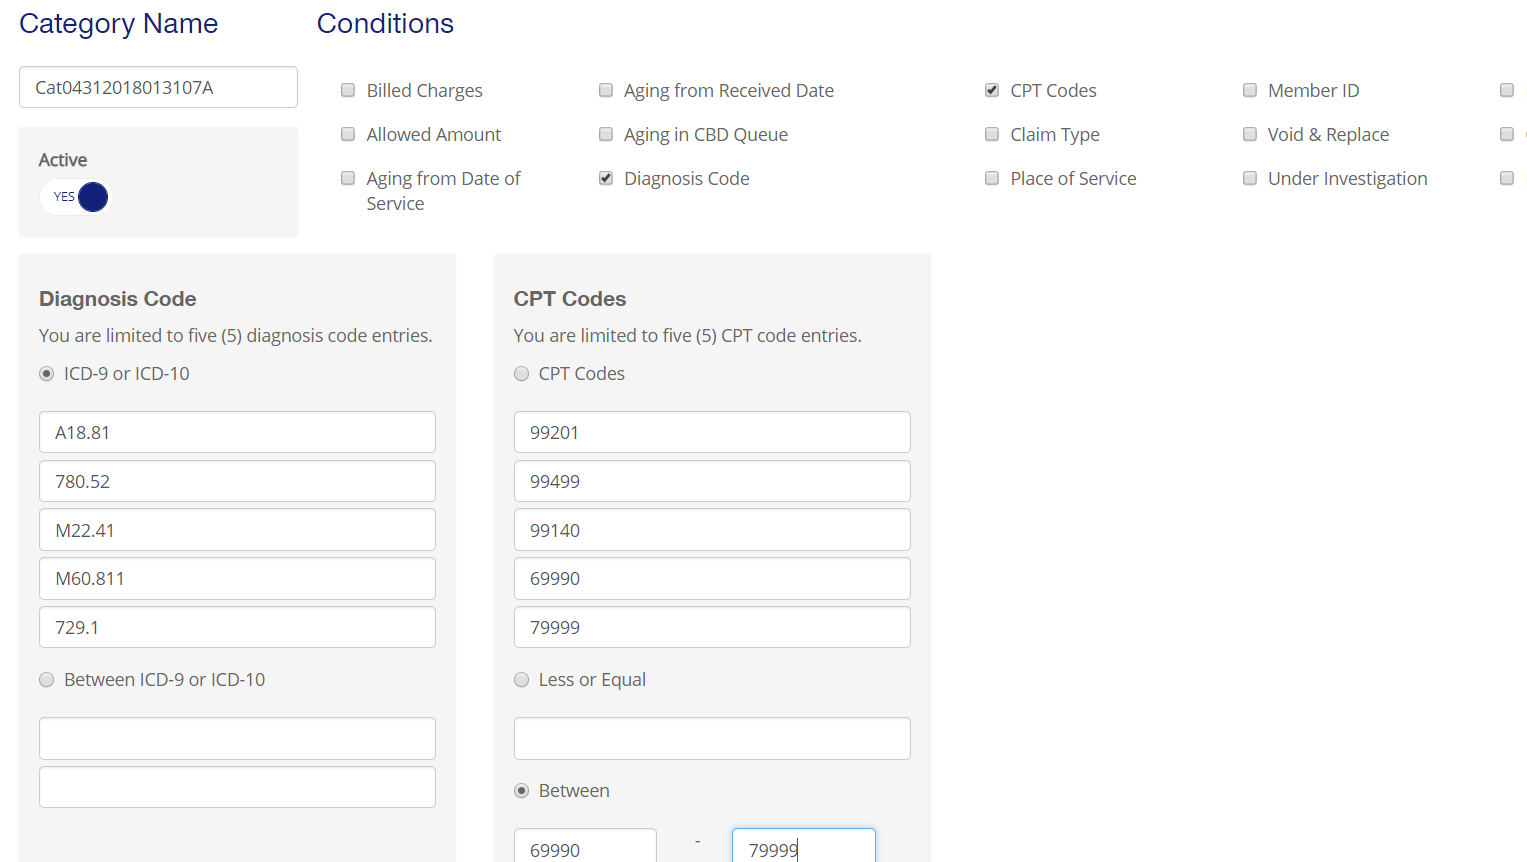 Category Name
Conditions
Cat04312018013107A
Active
YES
Billed Charges
Allowed Amount
Aging from Date of
Service
Aging from Received Date
Aging in CBD Queue
Diagnosis Code
CPT Codes
Claim Type
Place of Service
Member ID
Void & Replace
Under Investigation
Diagnosis Code
You are limited to five (5) diagnosis code entries.
ICD-9 or ICD-10
A18.81
780.52
M22.41
M60.811
729.1
Between ICD-9 or ICD-10
CPT Codes
You are limited to five (5) CPT code entries.
CPT Codes
99201
99499
99140
69990
79999
Less or Equal
Between
69990 - 79999